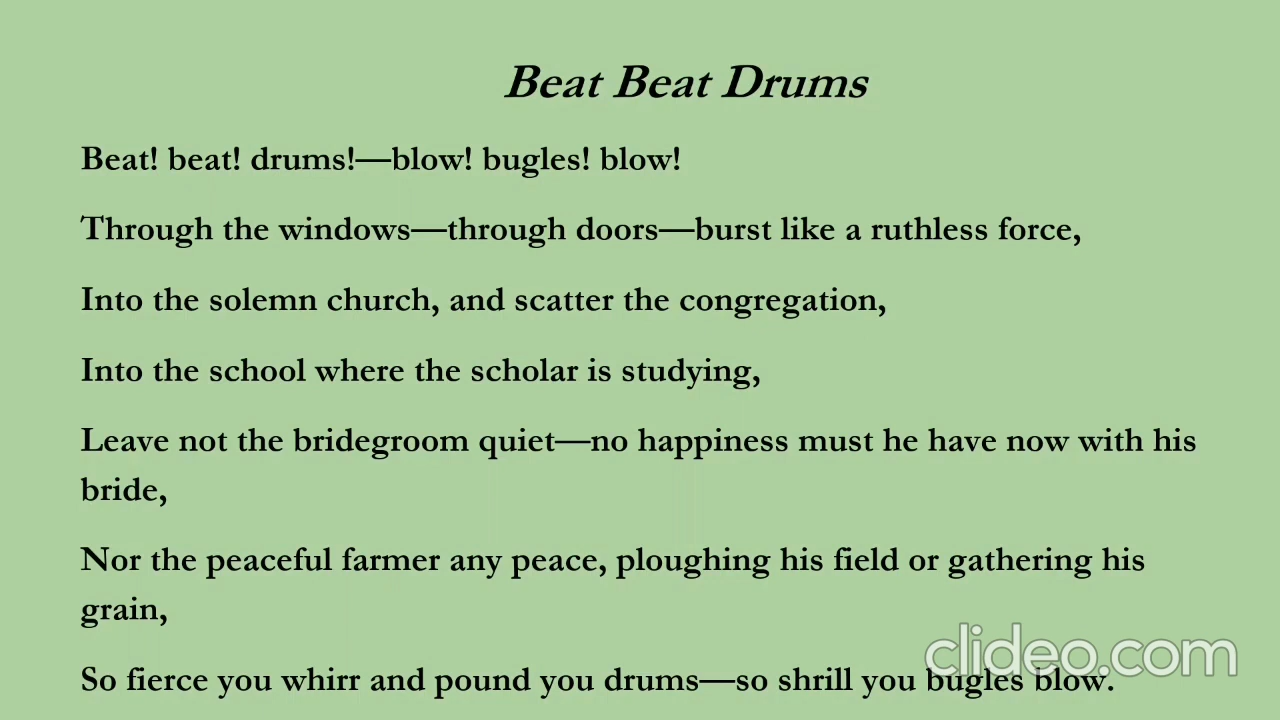 Beat Beat Drums
Beat! beat! drums!—blow! bugles! blow!
Through the windows—through doors—burst like a ruthless force,
Into the solemn church, and scatter the congregation,
Into the school where the scholar is studying,
Leave not the bridegroom quiet—no happiness must he have now with his
bride,
Nor the peaceful farmer any peace, ploughing his field or gathering his
grain,
So fierce you whirr and pound you drums—so shrill you bugles blow.
clideo.com